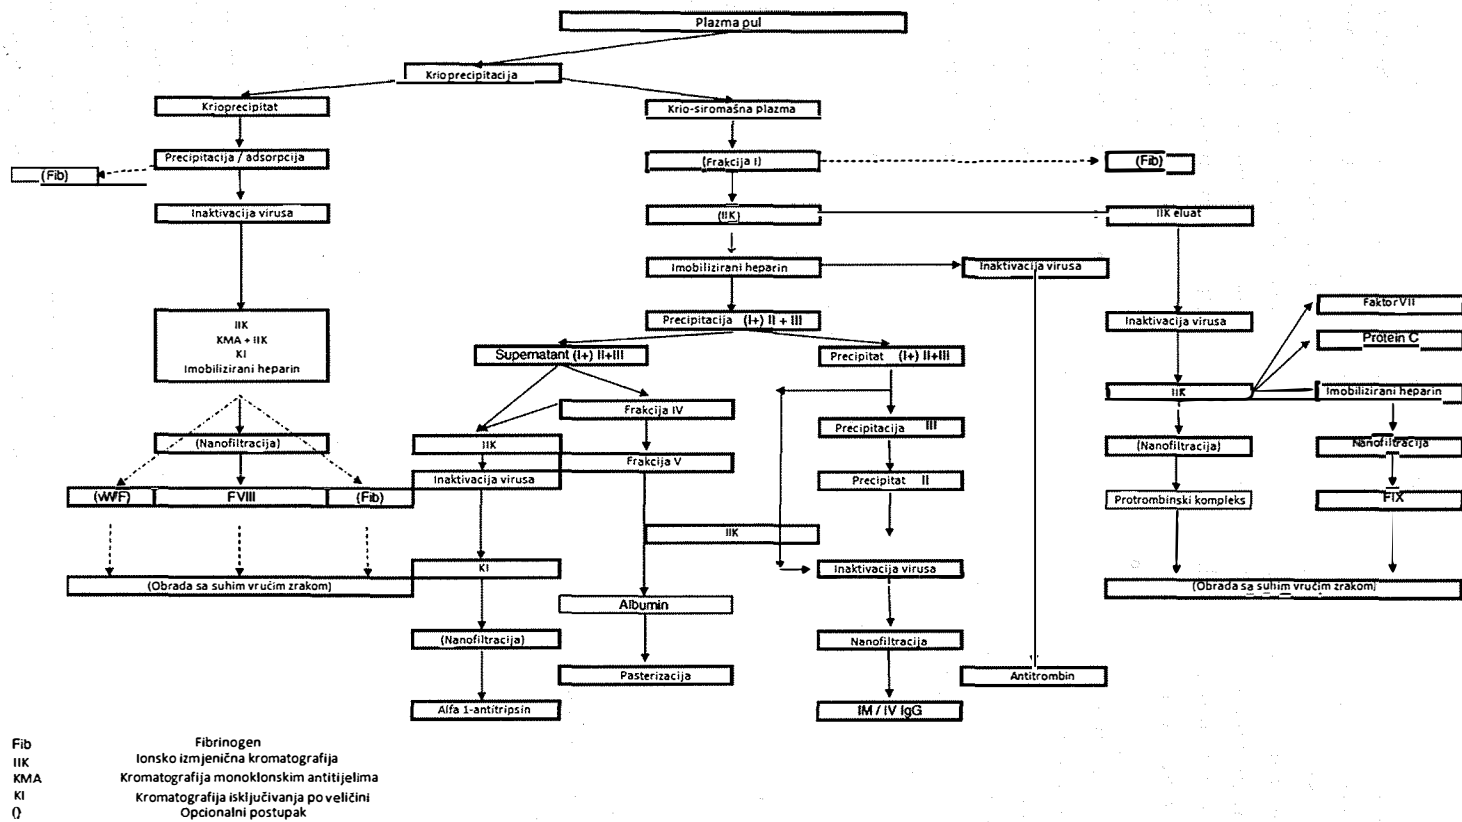 Plazma pul
Krioprecipitacija
Krioprecipitat
Krio-siromašna plazma
Precipitacija / adsorpcija
(Frakcija I)
(Fib)
(Fib)
Inaktivacija virusa
(IIK)
IIK eluat
Imobilizirani heparin
Inaktivacija virusa
Faktor VII
Precipitacija (I+) II + III
Inaktivacija virusa
IIK
KMA + IIK
KI
Imobilizirani heparin
Protein C
Supernatant (I+) II+III
Precipitat (I+) II+III
IIK
Imobilizirani heparin
Frakcija IV
Precipitacija III
(Nanofiltracija)
IIK
(Nanofiltracija)
Nanofiltracija
Frakcija V
Inaktivacija virusa
Precipitat II
(vWF)
FVIII
(Fib)
Protrombinski kompleks
FIX
IIK
KI
Inaktivacija virusa
(Obrada sa suhim vrućim zrakom)
(Obrada sa suhim vrućim zrakom)
Albumin
(Nanofiltracija)
Nanofiltracija
Pasterizacija
Antitrombin
Alfa 1-antitripsin
IM / IV IgG
Fib Fibrinogen
IIK Ionsko izmjenična kromatografija
KMA Kromatografija monoklonskim antitijelima
KI Kromatografija isključivanja po veličini
() Opcionalni postupak